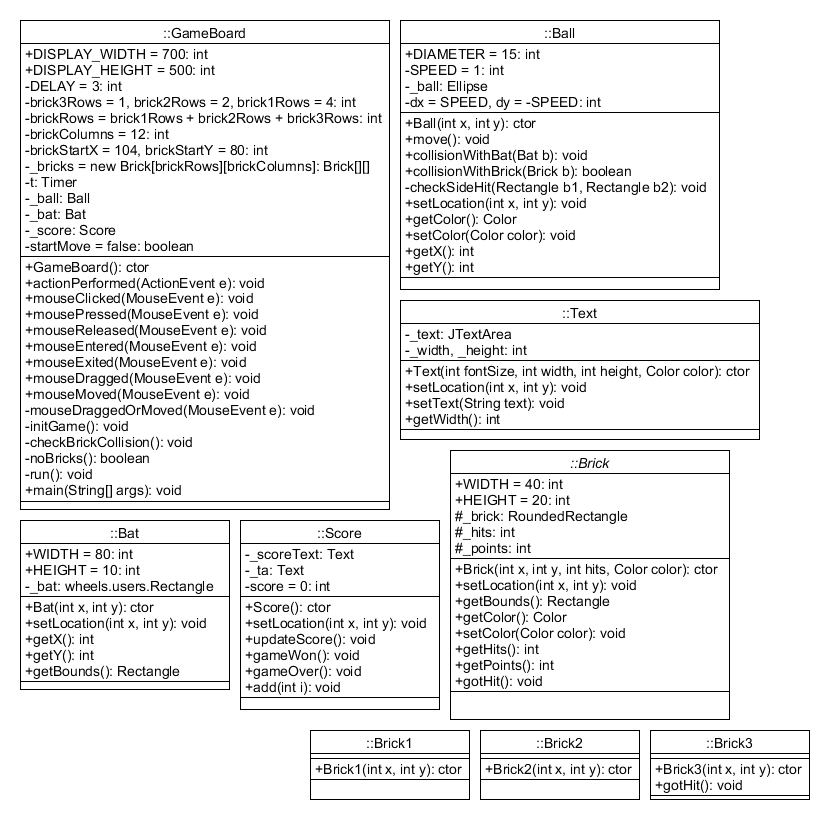 ::GameBoard
+DISPLAY_WIDTH = 700: int
+DISPLAY_HEIGHT = 500: int
-DELAY = 3: int
-brick3Rows = 1, brick2Rows = 2, brick1Rows = 4: int
-brickRows = brick1Rows + brick2Rows + brick3Rows: int
-brickColumns = 12: int
-brickStartX = 104, brickStartY = 80: int
-_bricks = new Brick[brickRows][brickColumns]: Brick[][]
-t: Timer
-_ball: Ball
-_bat: Bat
-_score: Score
-startMove = false: boolean
+GameBoard(): ctor
+actionPerformed(ActionEvent e): void
+mouseClicked(MouseEvent e): void
+mousePressed(MouseEvent e): void
+mouseReleased(MouseEvent e): void
+mouseEntered(MouseEvent e): void
+mouseExited(MouseEvent e): void
+mouseDragged(MouseEvent e): void
+mouseMoved(MouseEvent e): void
-mouseDraggedOrMoved(MouseEvent e): void
-initGame(): void
-checkBrickCollision(): void
-noBricks(): boolean
-run(): void
+main(String[] args): void
::Ball
+DIAMETER = 15: int
-SPEED = 1: int
-_ball: Ellipse
-dx = SPEED, dy = -SPEED: int
+Ball(int x, int y): ctor
+move(): void
+collisionWithBat(Bat b): void
+collisionWithBrick(Brick b): boolean
-checkSideHit(Rectangle b1, Rectangle b2): void
+setLocation(int x, int y): void
+getColor(): Color
+setColor(Color color): void
+getX(): int
+getY(): int
::Text
-_text: JTextArea
-_width, _height: int
+Text(int fontSize, int width, int height, Color color): ctor
+setLocation(int x, int y): void
+setText(String text): void
+getWidth(): int
::Brick
+WIDTH = 40: int
+HEIGHT = 20: int
#_brick: RoundedRectangle
#_hits: int
#_points: int
+Brick(int x, int y, int hits, Color color): ctor
+setLocation(int x, int y): void
+getBounds(): Rectangle
+getColor(): Color
+setColor(Color color): void
+getHits(): int
+getPoints(): int
+gotHit(): void
::Bat
+WIDTH = 80: int
+HEIGHT = 10: int
-_bat: wheels.users.Rectangle
+Bat(int x, int y): ctor
+setLocation(int x, int y): void
+getX(): int
+getY(): int
+getBounds(): Rectangle
::Score
-_scoreText: Text
-_ta: Text
-score = 0: int
+Score(): ctor
+setLocation(int x, int y): void
+updateScore(): void
+gameWon(): void
+gameOver(): void
+add(int i): void
::Brick1
+Brick1(int x, int y): ctor
::Brick2
+Brick2(int x, int y): ctor
::Brick3
+Brick3(int x, int y): ctor
+gotHit(): void